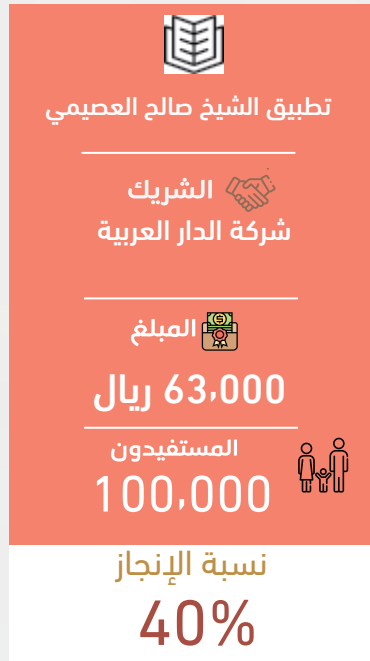 تطبيق الشيخ صالح العصيمي
الشريك
شركة الدار العربية
المبلغ
63،000 ريال
المستفيدون
100،000
نسبة الإنجاز
40%